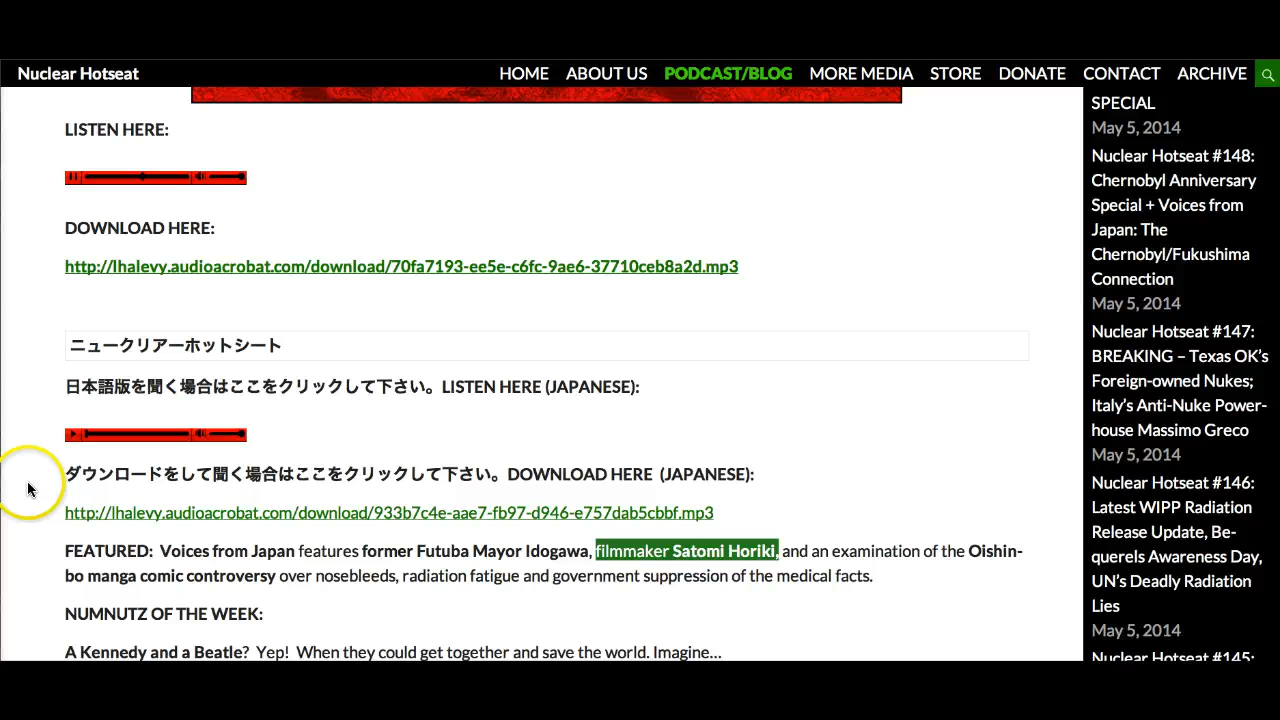 Nuclear Hotseat
HOME ABOUT US PODCAST/BLOG MORE MEDIA STORE DONATE CONTACT ARCHIVE
LISTEN HERE:
DOWNLOAD HERE:
http://lhalevy.audioacrobat.com/download/70fa7193-ee5e-c6fc-9ae6-37710ceb8a2d.mp3
ニュークリアーホットシート
日本語版を聞く場合はここをクリックして下さい。LISTEN HERE (JAPANESE):
ダウンロードをして聞く場合はここをクリックして下さい。DOWNLOAD HERE (JAPANESE):
http://lhalevy.audioacrobat.com/download/933b7c4e-aae7-fb97-d946-e757dab5cbbf.mp3
FEATURED: Voices from Japan features former Futuba Mayor Idogawa, filmmaker Satomi Horiki, and an examination of the Oishin-
bo manga comic controversy over nosebleeds, radiation fatigue and government suppression of the medical facts.
NUMNUTZ OF THE WEEK:
A Kennedy and a Beatle? Yep! When they could get together and save the world. Imagine...
SPECIAL
May 5, 2014
Nuclear Hotseat #148:
Chernobyl Anniversary
Special + Voices from
Japan: The
Chernobyl/Fukushima
Connection
May 5, 2014
Nuclear Hotseat #147:
BREAKING – Texas OK's
Foreign-owned Nukes;
Italy's Anti-Nuke Power-
house Massimo Greco
May 5, 2014
Nuclear Hotseat #146:
Latest WIPP Radiation
Release Update, Be-
querels Awareness Day,
UN's Deadly Radiation
Lies
May 5, 2014
Nuclear Hotseat #145: